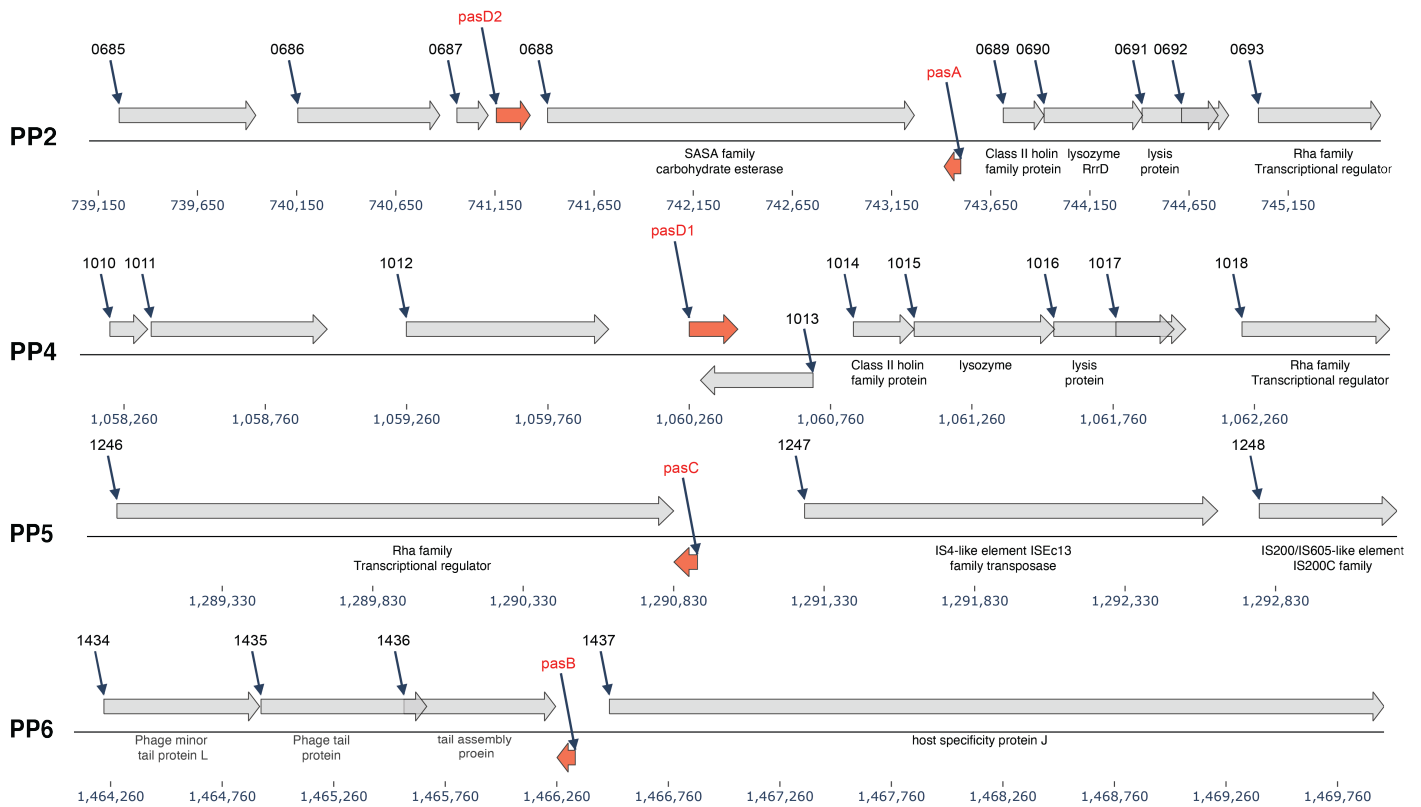 pasD2
0685 0686 0687 0688 0689 0690 0691 0692 0693
pasA
PP2
SASA family
carbohydrate esterase
Class II holin
family protein
lysozyme
RrrD
lysis
protein
Rha family
Transcriptional regulator
739,150 739,650 740,150 740,650 741,150 741,650 742,150 742,650 743,150 743,650 744,150 744,650 745,150
pasD1
1010 1011 1012 1014 1015 1016 1017 1018
1013
PP4
Class II holin
family protein
lysozyme
lysis
protein
Rha family
Transcriptional regulator
1,058,260 1,058,760 1,059,260 1,059,760 1,060,260 1,060,760 1,061,260 1,061,760 1,062,260
1246 1247 1248
pasC
PP5
Rha family
Transcriptional regulator
IS4-like element ISEc13
family transposase
IS200/IS605-like element
IS200C family
1,289,330 1,289,830 1,290,330 1,290,830 1,291,330 1,291,830 1,292,330 1,292,830
1434 1435 1436 1437
pasB
PP6
Phage minor
tail protein L
Phage tail
protein
tail assembly
proein
host specificity protein J
1,464,260 1,464,760 1,465,260 1,465,760 1,466,260 1,466,760 1,467,260 1,467,760 1,468,260 1,468,760 1,469,260 1,469,760